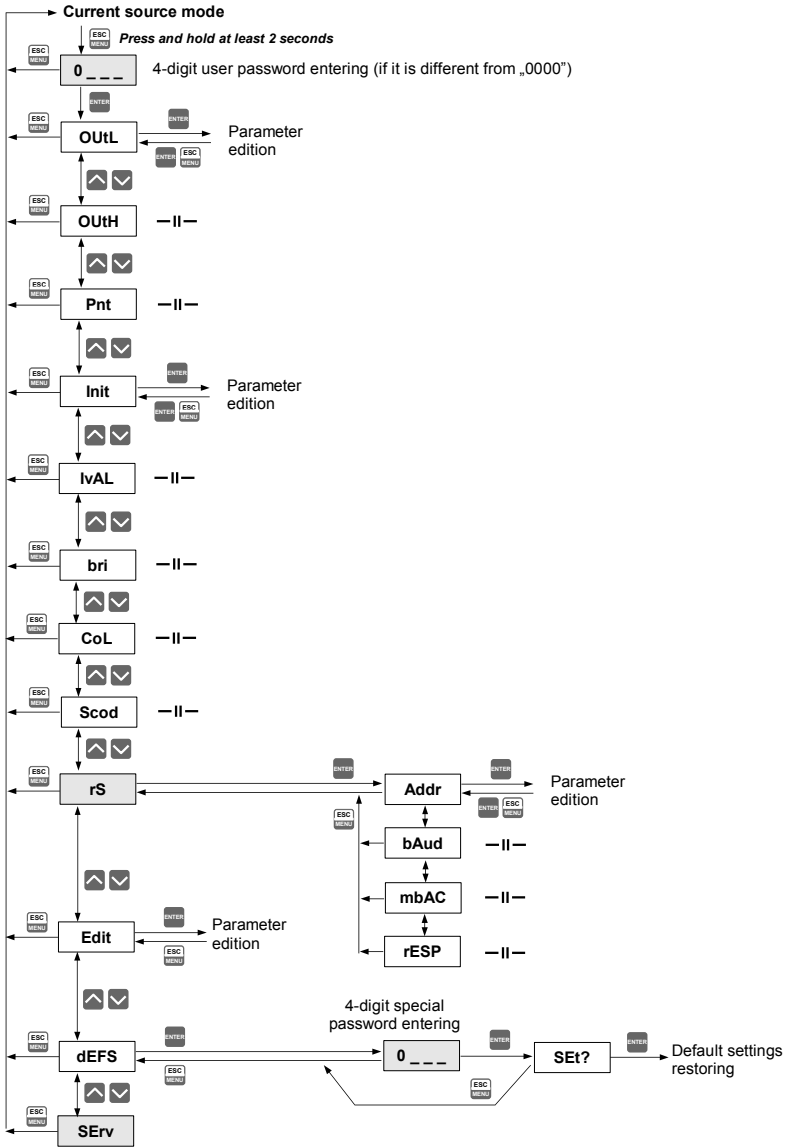 Current source mode
ESC
MENU
Press and hold at least 2 seconds
ESC
MENU
0 _ _ _
4-digit user password entering (if it is different from „0000”)
ENTER
ESC
MENU
OUtL
ENTER
ENTER
ESC
MENU
Parameter
edition
ESC
MENU
OUtH
—II—
ESC
MENU
Pnt
—II—
ESC
MENU
Init
ENTER
ENTER
ESC
MENU
Parameter
edition
ESC
MENU
IvAL
—II—
ESC
MENU
bri
—II—
ESC
MENU
CoL
—II—
ESC
MENU
Scod
—II—
ESC
MENU
rS
ENTER
ESC
MENU
Addr
ENTER
ENTER
ESC
MENU
Parameter
edition
bAud
—II—
mbAC
—II—
rESP
—II—
ESC
MENU
Edit
ENTER
ESC
MENU
Parameter
edition
ESC
MENU
dEFS
ENTER
ESC
MENU
4-digit special
password entering
0 _ _ _
ENTER
SEt?
ESC
MENU
ENTER
Default settings
restoring
ESC
MENU
SErv